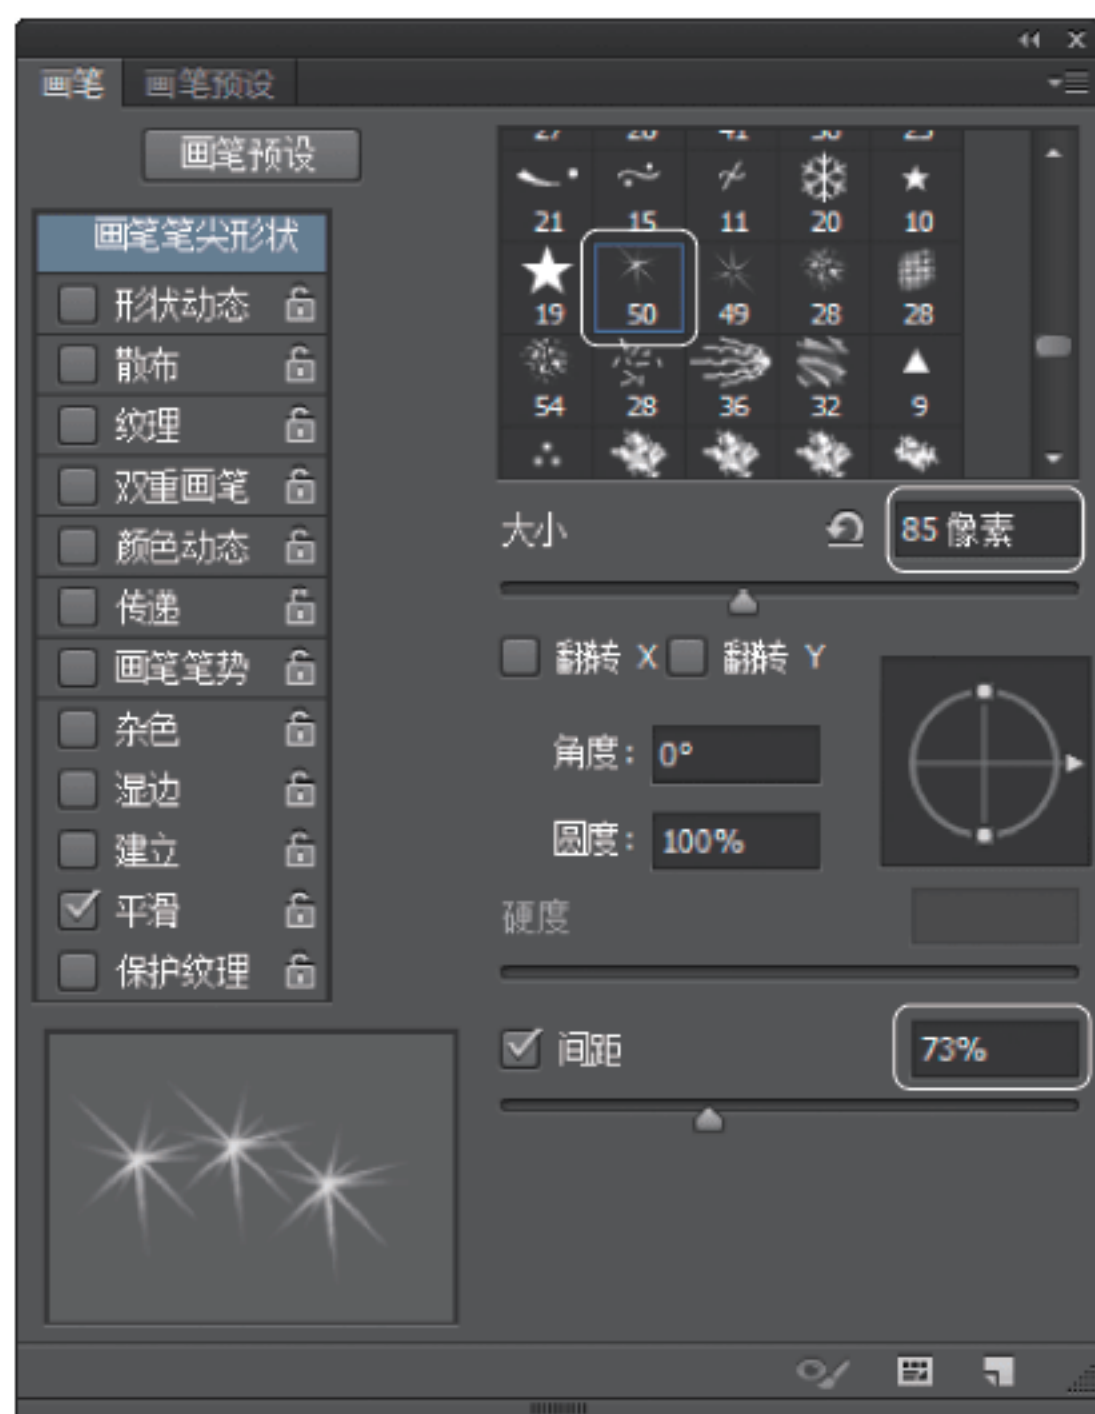 画笔 画笔预设
画笔预设
画笔笔尖形状
形状动态
散布
纹理
双重画笔
颜色动态
传递
画笔笔势
杂色
湿边
建立
平滑
保护纹理
21 15 11 20 10
19 50 49 28 28
54 28 36 32 9
大小 85 像素
翻转 X 翻转 Y
角度: 0°
圆度: 100%
硬度
间距 73%